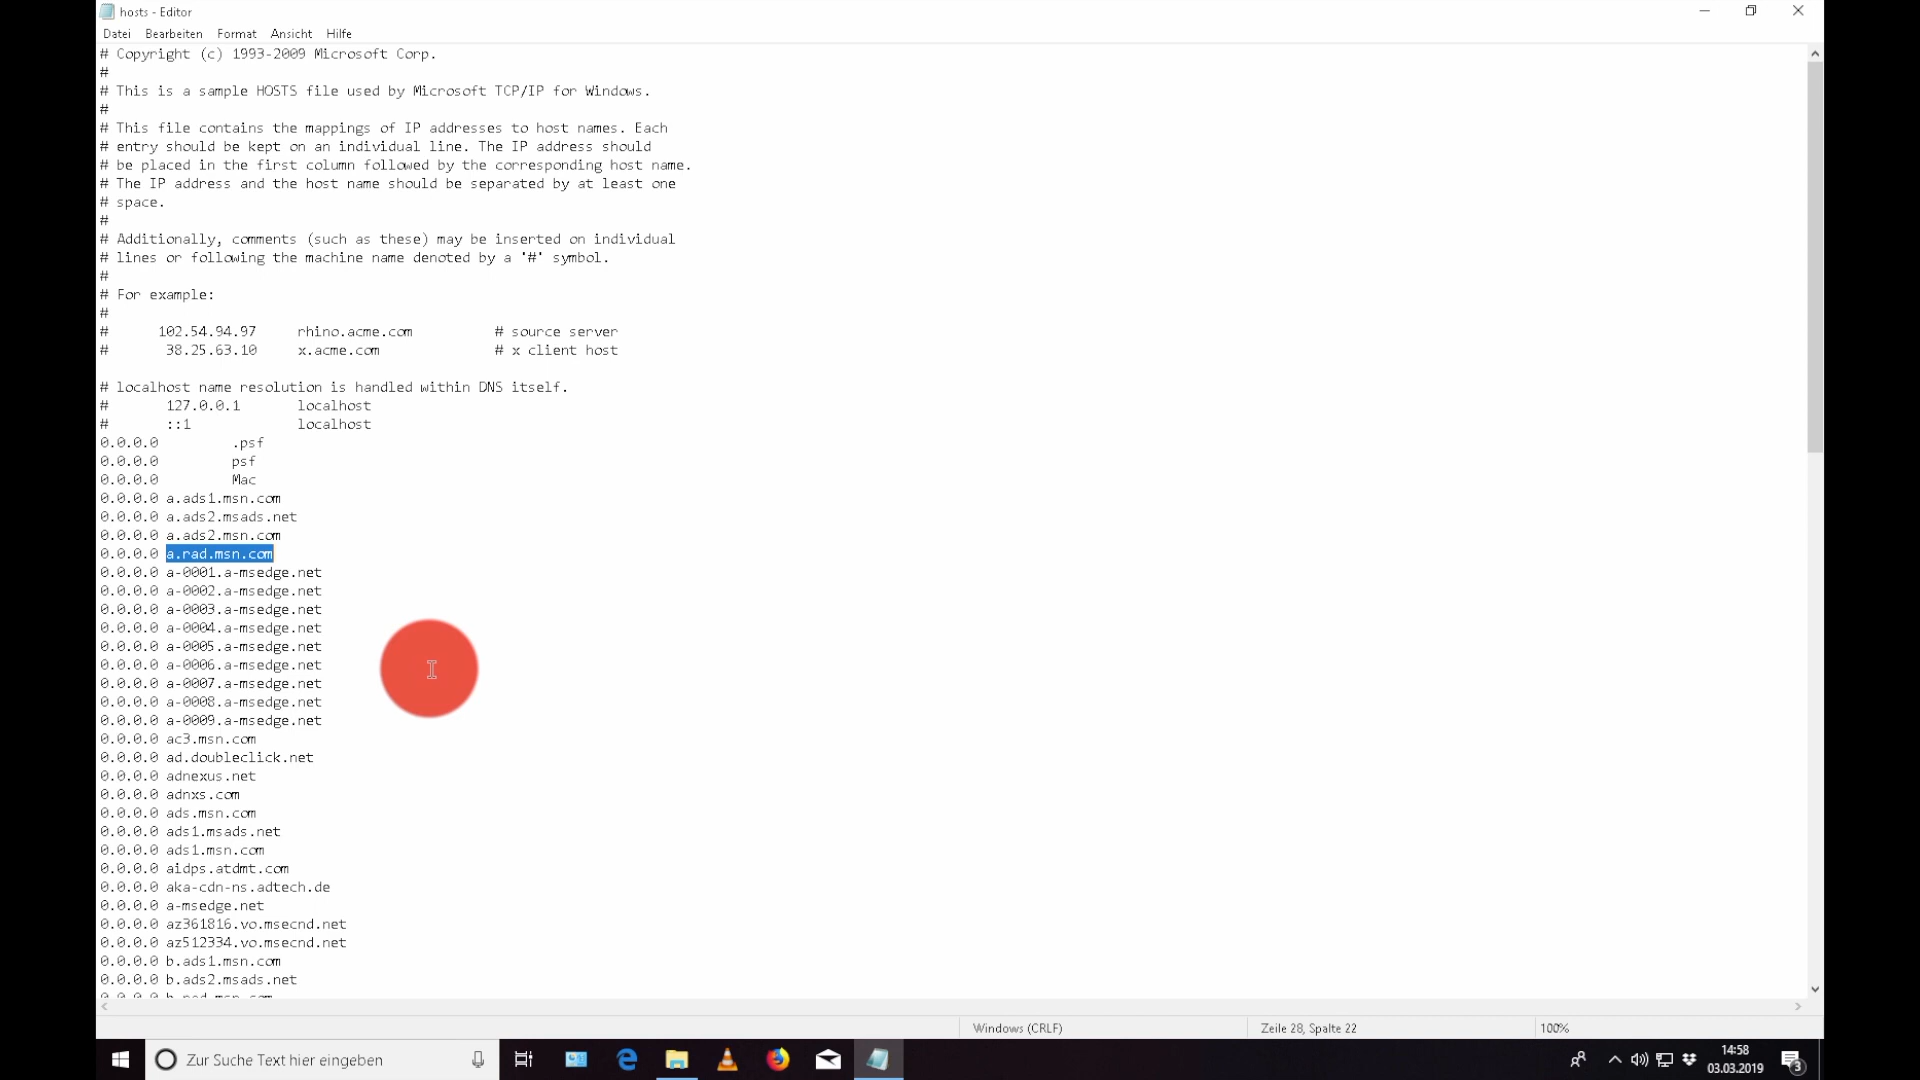 hosts - Editor
Datei Bearbeiten Format Ansicht Hilfe
# Copyright (c) 1993-2009 Microsoft Corp.
#
# This is a sample HOSTS file used by Microsoft TCP/IP for Windows.
#
# This file contains the mappings of IP addresses to host names. Each
# entry should be kept on an individual line. The IP address should
# be placed in the first column followed by the corresponding host name.
# The IP address and the host name should be separated by at least one
# space.
#
# Additionally, comments (such as these) may be inserted on individual
# lines or following the machine name denoted by a '#' symbol.
#
# For example:
#
# 102.54.94.97 rhino.acme.com # source server
# 38.25.63.10 x.acme.com # x client host
# localhost name resolution is handled within DNS itself.
# 127.0.0.1 localhost
# ::1 localhost
0.0.0.0 .psf
0.0.0.0 psf
0.0.0.0 Mac
0.0.0.0 a.ads1.msn.com
0.0.0.0 a.ads2.msads.net
0.0.0.0 a.ads2.msn.com
0.0.0.0 a.rad.msn.com
0.0.0.0 a-0001.a-msedge.net
0.0.0.0 a-0002.a-msedge.net
0.0.0.0 a-0003.a-msedge.net
0.0.0.0 a-0004.a-msedge.net
0.0.0.0 a-0005.a-msedge.net
0.0.0.0 a-0006.a-msedge.net
0.0.0.0 a-0007.a-msedge.net
0.0.0.0 a-0008.a-msedge.net
0.0.0.0 a-0009.a-msedge.net
0.0.0.0 ac3.msn.com
0.0.0.0 ad.doubleclick.net
0.0.0.0 adnexus.net
0.0.0.0 adnxs.com
0.0.0.0 ads.msn.com
0.0.0.0 ads1.msads.net
0.0.0.0 ads1.msn.com
0.0.0.0 aidps.atdmt.com
0.0.0.0 aka-cdn-ns.adtech.de
0.0.0.0 a-msedge.net
0.0.0.0 az361816.vo.msecnd.net
0.0.0.0 az512334.vo.msecnd.net
0.0.0.0 b.ads1.msn.com
0.0.0.0 b.ads2.msads.net
0.0.0.0 b.rad.msn.com
Windows (CRLF) Zeile 28, Spalte 22 100%
Zur Suche Text hier eingeben
14:58
03.03.2019
3